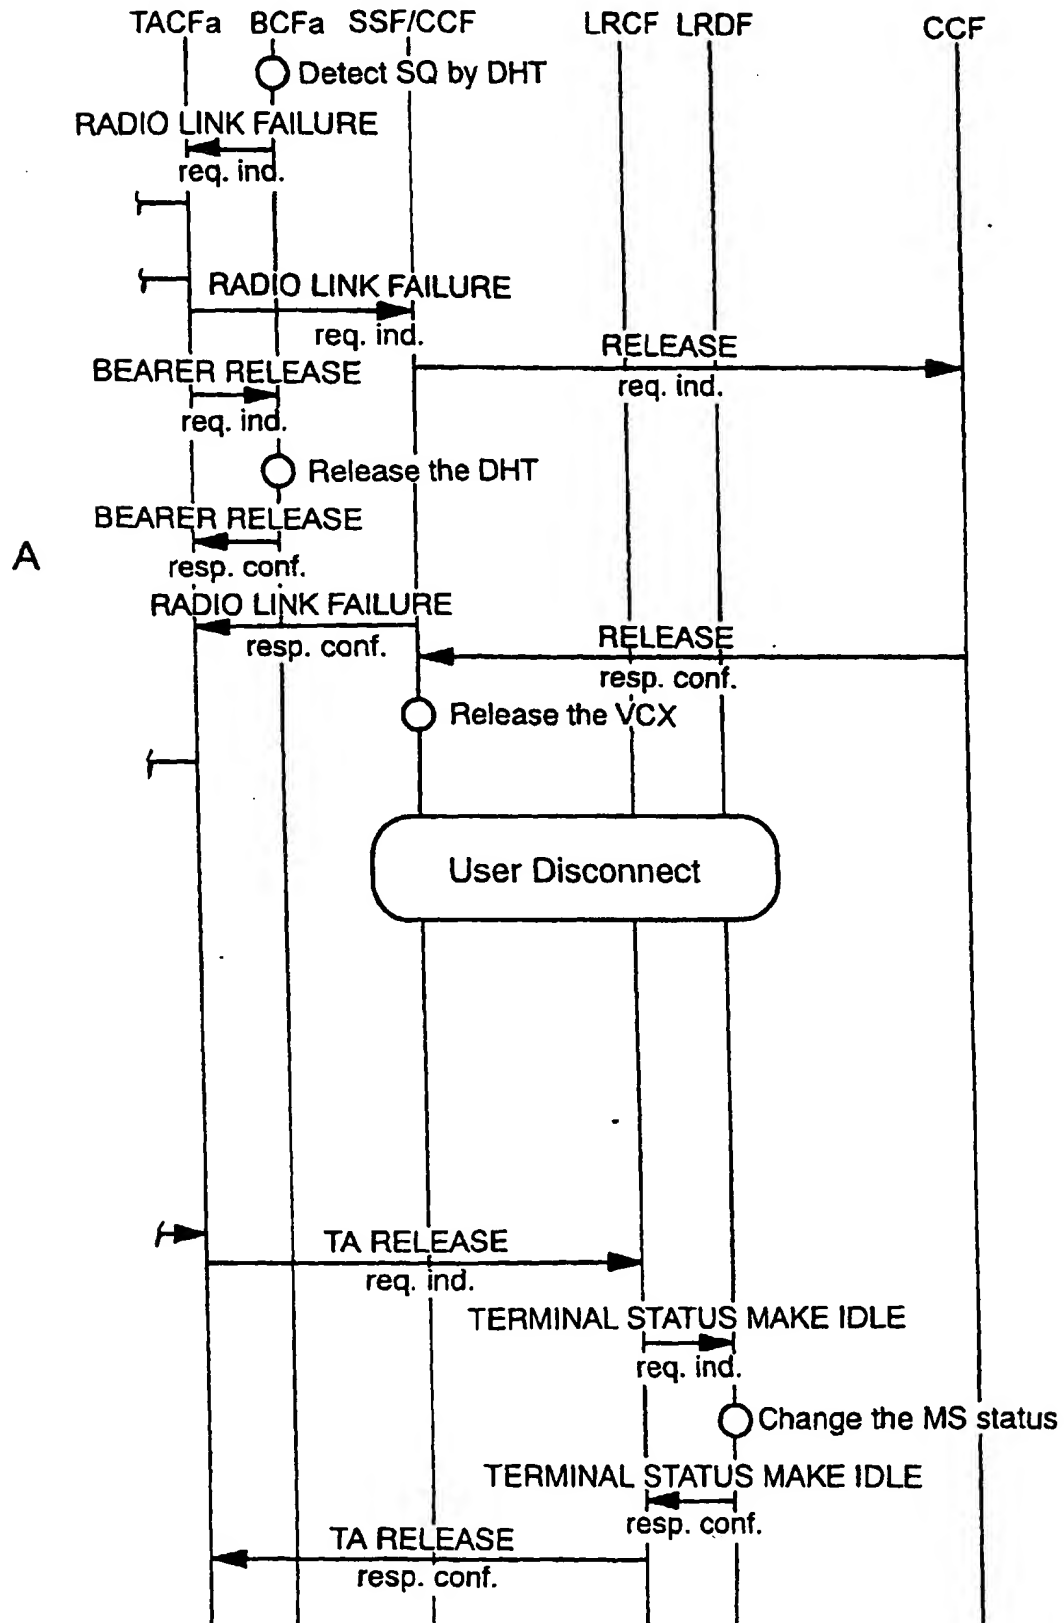 TACFa BCFa SSF/CCF LRCF LRDF CCF
Detect SQ by DHT
RADIO LINK FAILURE
req. ind.
RADIO LINK FAILURE
req. ind.
RELEASE
req. ind.
BEARER RELEASE
req. ind.
Release the DHT
BEARER RELEASE
A
resp. conf.
RADIO LINK FAILURE
resp. conf.
RELEASE
resp. conf.
Release the VCX
User Disconnect
TA RELEASE
req. ind.
TERMINAL STATUS MAKE IDLE
req. ind.
Change the MS status
TERMINAL STATUS MAKE IDLE
resp. conf.
TA RELEASE
resp. conf.